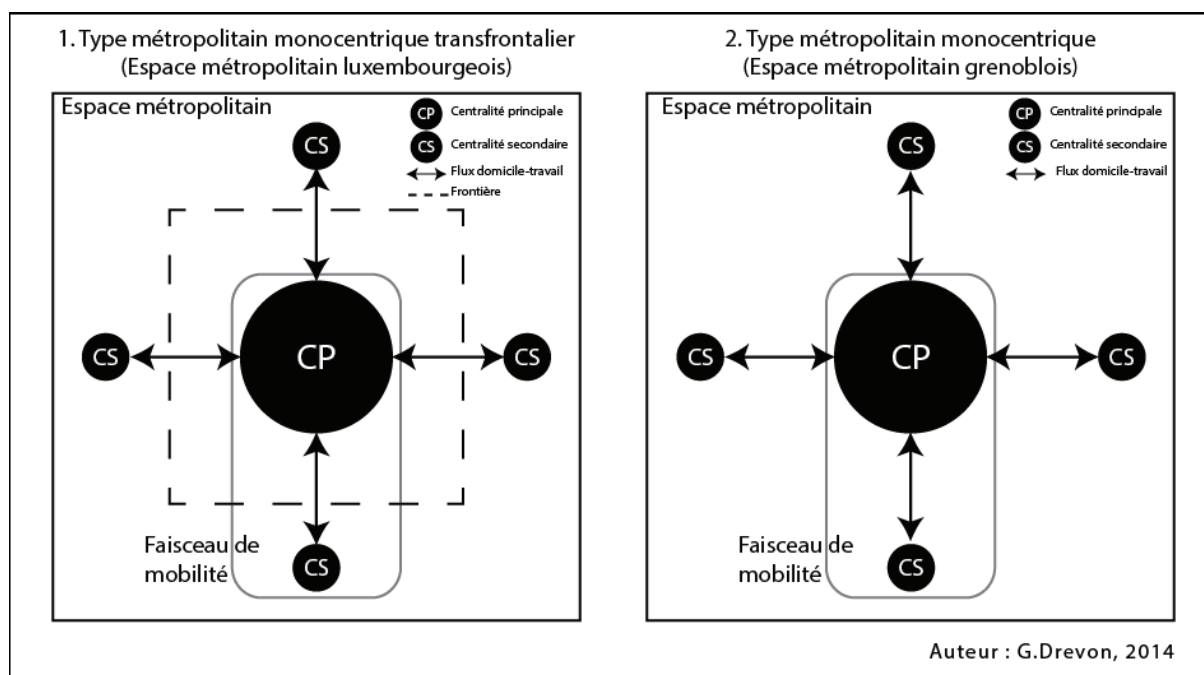 1. Type métropolitain monocentrique transfrontalier
(Espace métropolitain luxembourgeois)
Espace métropolitain
CP Centralité principale
CS Centralité secondaire
Flux domicile-travail
Frontière
CS
CS
CP
CS
Faisceau de
mobilité
CS
2. Type métropolitain monocentrique
(Espace métropolitain grenoblois)
Espace métropolitain
CP Centralité principale
CS Centralité secondaire
Flux domicile-travail
CS
CS
CP
CS
Faisceau de
mobilité
CS
Auteur : G.Drevon, 2014